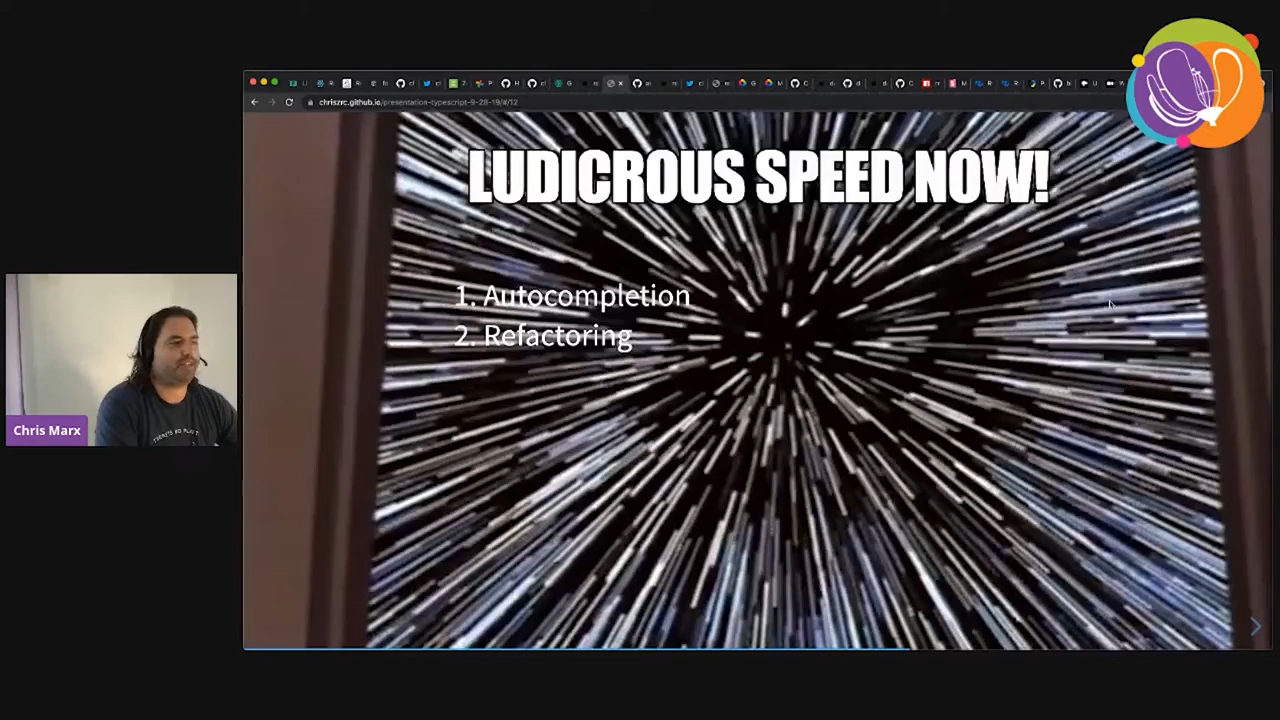 chriszrc.github.io/presentation-typescript-9-28-19/#/12
LUDICROUS SPEED NOW!
1. Autocompletion
2. Refactoring
Chris Marx